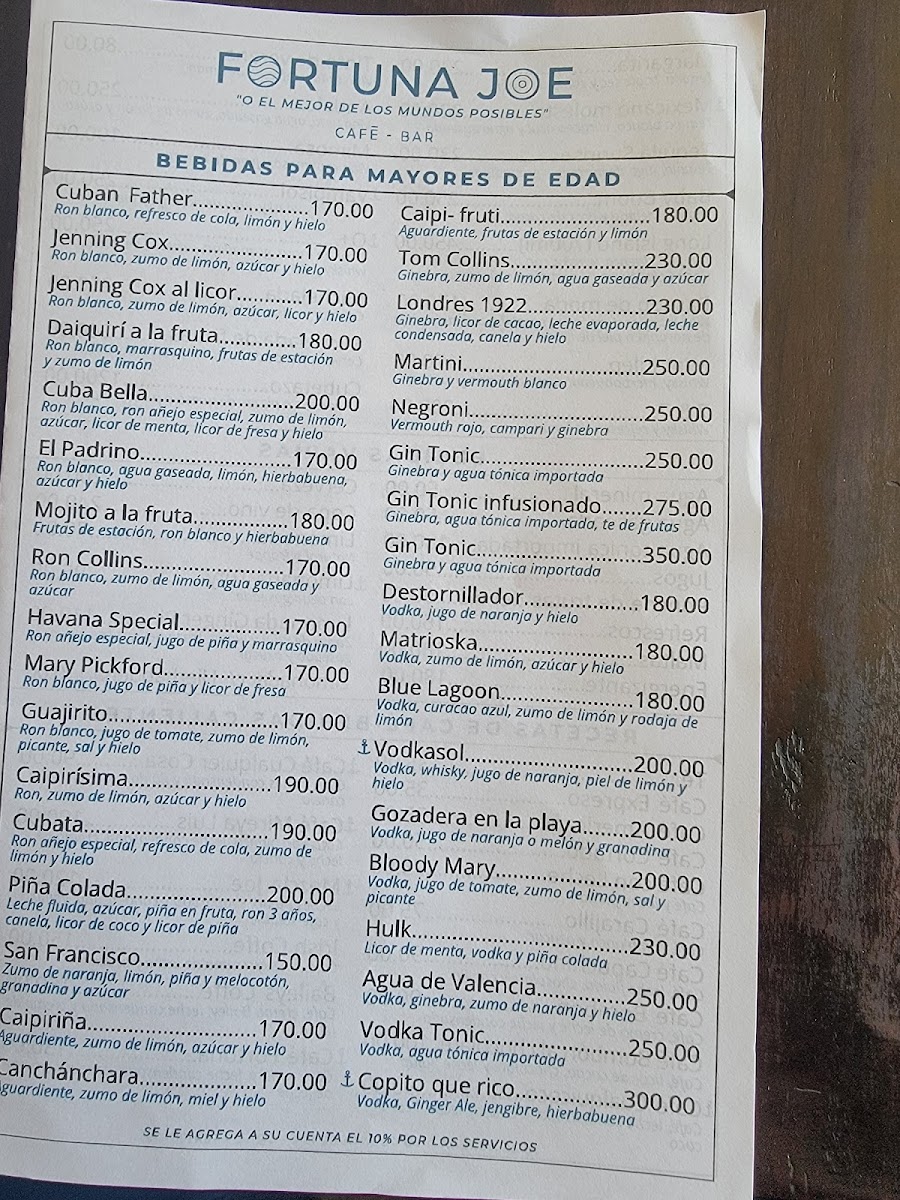 FORTUNA JOE
"O EL MEJOR DE LOS MUNDOS POSIBLES"
CAFĒ - BAR
BEBIDAS PARA MAYORES DE EDAD
Cuban Father....................170.00
Ron blanco, refresco de cola, limón y hielo
Jenning Cox.......................170.00
Ron blanco, zumo de limón, azúcar y hielo
Jenning Cox al licor............170.00
Ron blanco, zumo de limón, azúcar, licor y hielo
Daiquirí a la fruta..............180.00
Ron blanco, marrasquino, frutas de estación
y zumo de limón
Cuba Bella.........................200.00
Ron blanco, ron añejo especial, zumo de limón,
azúcar, licor de menta, licor de fresa y hielo
El Padrino...........................170.00
Ron blanco, agua gaseada, limón, hierbabuena,
azúcar y hielo
Mojito a la fruta................180.00
Frutas de estación, ron blanco y hierbabuena
Ron Collins........................170.00
Ron blanco, zumo de limón, agua gaseada y
azúcar
Havana Special.................170.00
Ron añejo especial, jugo de piña y marrasquino
Mary Pickford....................170.00
Ron blanco, jugo de piña y licor de fresa
Guajirito.............................170.00
Ron blanco, jugo de tomate, zumo de limón,
picante, sal y hielo
Caipirísima........................190.00
Ron, zumo de limón, azúcar y hielo
Cubata................................190.00
Ron añejo especial, refresco de cola, zumo de
limón y hielo
Piña Colada........................200.00
Leche fluida, azúcar, piña en fruta, ron 3 años,
canela, licor de coco y licor de piña
San Francisco.....................150.00
Zumo de naranja, limón, piña y melocotón,
granadina y azúcar
Caipiriña.............................170.00
Aguardiente, zumo de limón, azúcar y hielo
Canchánchara....................170.00
Aguardiente, zumo de limón, miel y hielo
Caipi- fruti..........................180.00
Aguardiente, frutas de estación y limón
Tom Collins.........................230.00
Ginebra, zumo de limón, agua gaseada y azúcar
Londres 1922......................230.00
Ginebra, licor de cacao, leche evaporada, leche
condensada, canela y hielo
Martini................................250.00
Ginebra y vermouth blanco
Negroni...............................250.00
Vermouth rojo, campari y ginebra
Gin Tonic.............................250.00
Ginebra y agua tónica importada
Gin Tonic infusionado.......275.00
Ginebra, agua tónica importada, te de frutas
Gin Tonic.............................350.00
Ginebra y agua tónica importada
Destornillador....................180.00
Vodka, jugo de naranja y hielo
Matrioska............................180.00
Vodka, zumo de limón, azúcar y hielo
Blue Lagoon........................180.00
Vodka, curacao azul, zumo de limón y rodaja de
limón
Vodkasol.............................200.00
Vodka, whisky, jugo de naranja, piel de limón y
hielo
Gozadera en la playa........200.00
Vodka, jugo de naranja o melón y granadina
Bloody Mary.......................200.00
Vodka, jugo de tomate, zumo de limón, sal y
picante
Hulk....................................230.00
Licor de menta, vodka y piña colada
Agua de Valencia...............250.00
Vodka, ginebra, zumo de naranja y hielo
Vodka Tonic........................250.00
Vodka, agua tónica importada
Copito que rico..................300.00
Vodka, Ginger Ale, jengibre, hierbabuena
SE LE AGREGA A SU CUENTA EL 10% POR LOS SERVICIOS